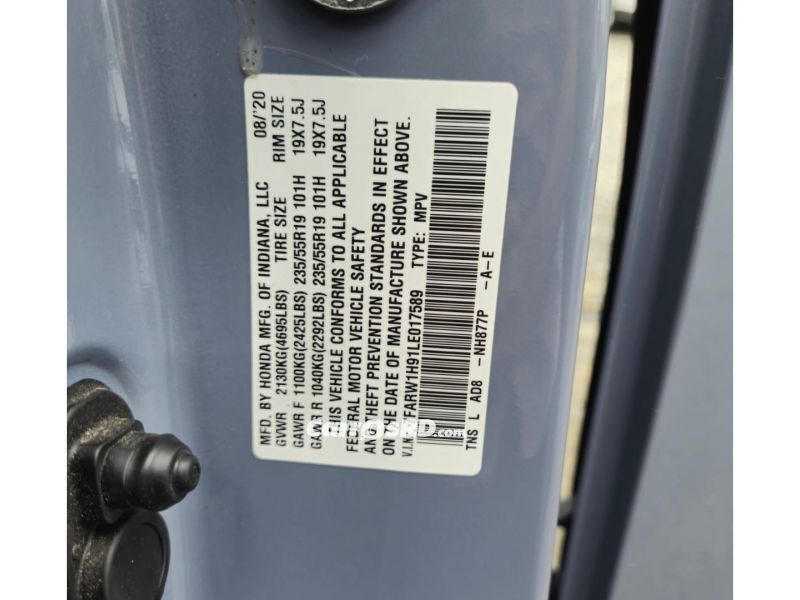 MFD. BY HONDA MFG. OF INDIANA, LLC 08/'20
GVWR 2130KG(4695LBS) TIRE SIZE RIM SIZE
GAWR F 1100KG(2425LBS) 235/55R19 101H 19X7.5J
GAWR R 1040KG(2292LBS) 235/55R19 101H 19X7.5J
THIS VEHICLE CONFORMS TO ALL APPLICABLE
FEDERAL MOTOR VEHICLE SAFETY
AND THEFT PREVENTION STANDARDS IN EFFECT
ON THE DATE OF MANUFACTURE SHOWN ABOVE.
V.I.N. TYPE: MPV
TNS L AD8 -NH877P -A-E